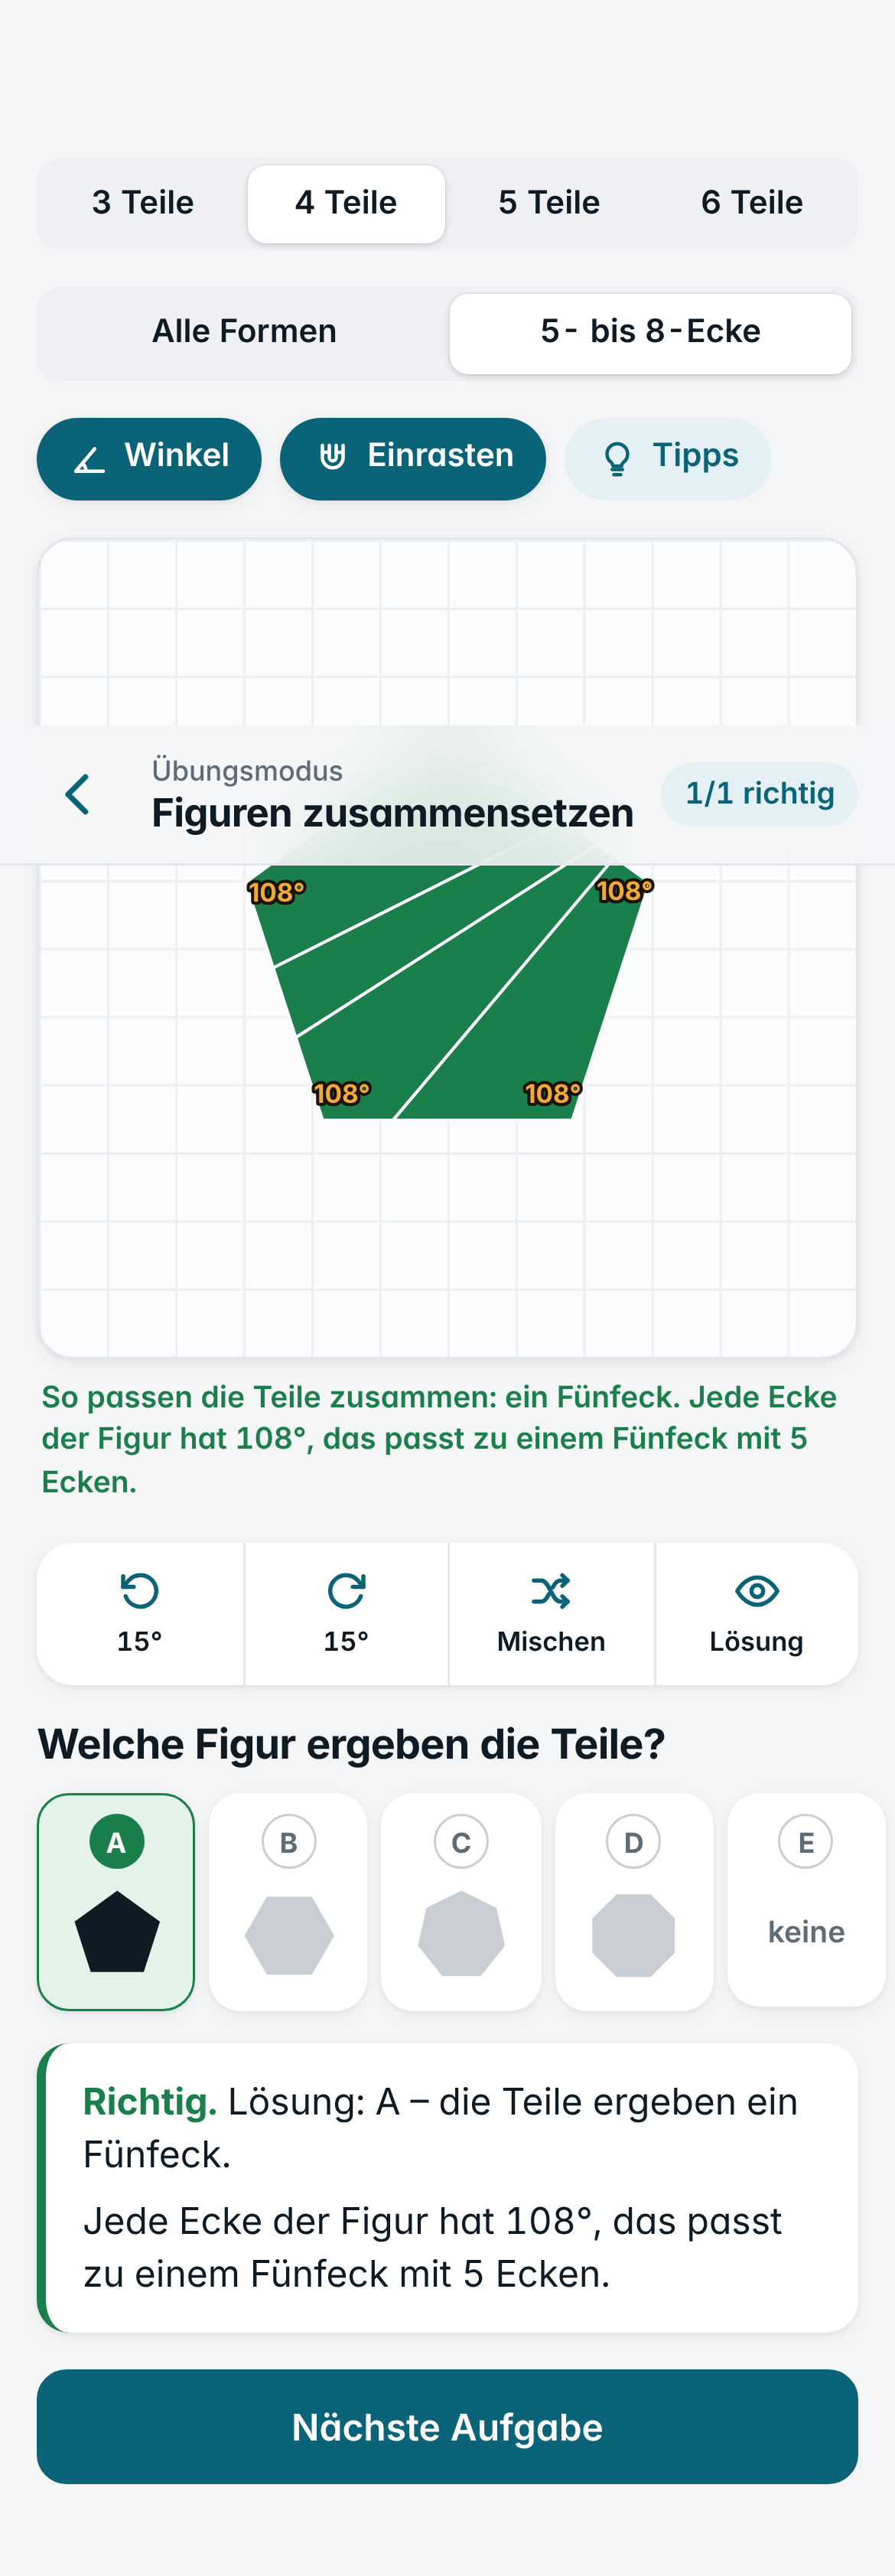 3 Teile
4 Teile
5 Teile
6 Teile
Alle Formen
5- bis 8-Ecke
Winkel
Einrasten
Tipps
Übungsmodus
Figuren zusammensetzen
1/1 richtig
108°
108°
108°
108°
So passen die Teile zusammen: ein Fünfeck. Jede Ecke
der Figur hat 108°, das passt zu einem Fünfeck mit 5
Ecken.
15°
15°
Mischen
Lösung
Welche Figur ergeben die Teile?
A
B
C
D
E
keine
Richtig. Lösung: A – die Teile ergeben ein
Fünfeck.
Jede Ecke der Figur hat 108°, das passt
zu einem Fünfeck mit 5 Ecken.
Nächste Aufgabe